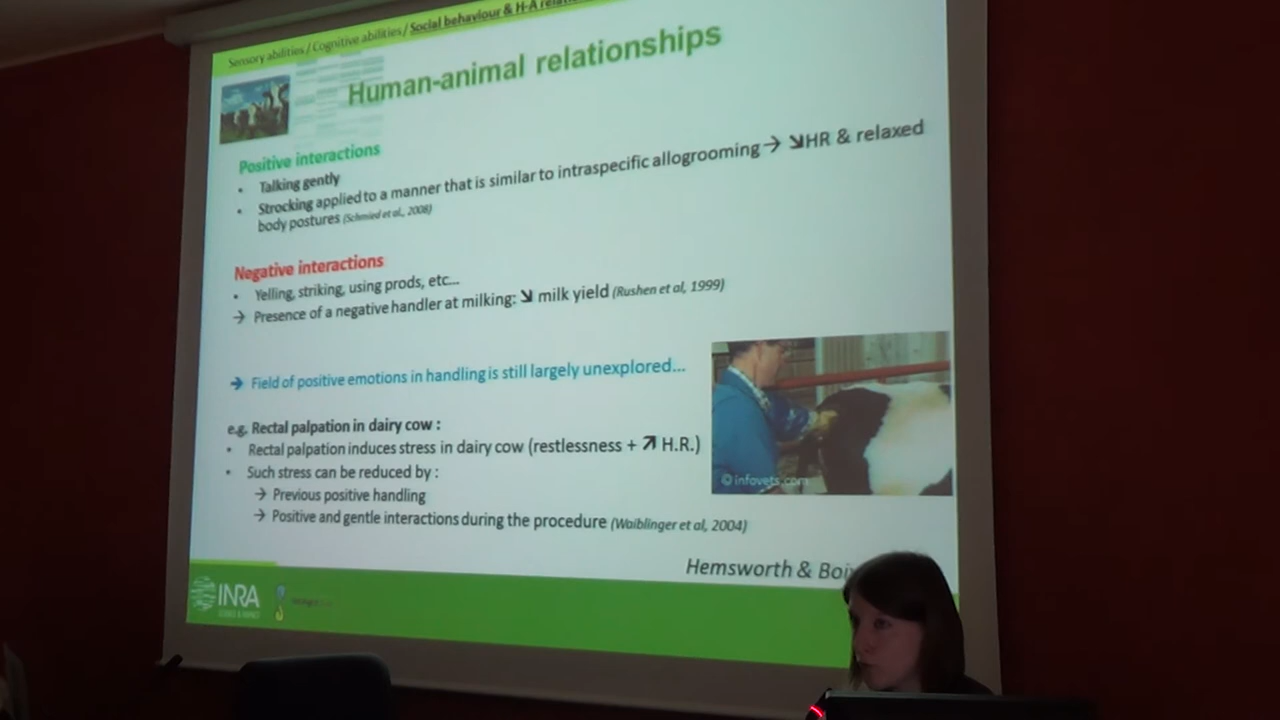 Sensory abilities / Cognitive abilities / Social behaviour & H-A
Human-animal relationships
Positive interactions
• Talking gently
• Strocking applied to a manner that is similar to intraspecific allogrooming → ↘HR & relaxed
body postures (Schmied et al., 2008)
Negative interactions
• Yelling, striking, using prods, etc...
→ Presence of a negative handler at milking: ↘ milk yield (Rushen et al, 1999)
→ Field of positive emotions in handling is still largely unexplored...
e.g. Rectal palpation in dairy cow :
• Rectal palpation induces stress in dairy cow (restlessness + ↗ H.R.)
• Such stress can be reduced by :
→ Previous positive handling
→ Positive and gentle interactions during the procedure (Waiblinger et al, 2004)
© infovets.com
Hemsworth &
INRA
SCIENCE & IMPACT